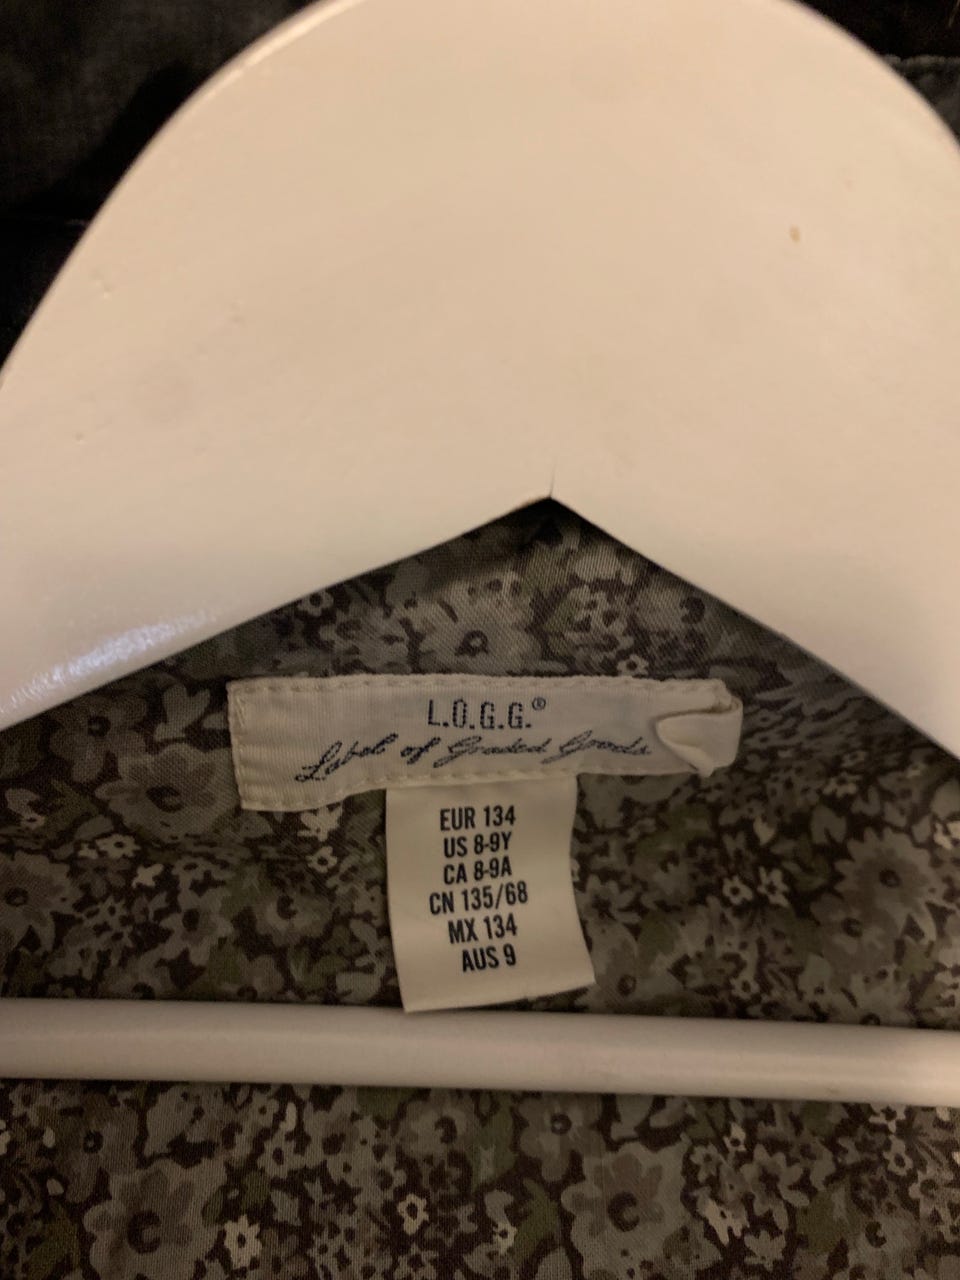 L.O.G.G.®
Label of Graded Goods
EUR 134
US 8-9Y
CA 8-9A
CN 135/68
MX 134
AUS 9